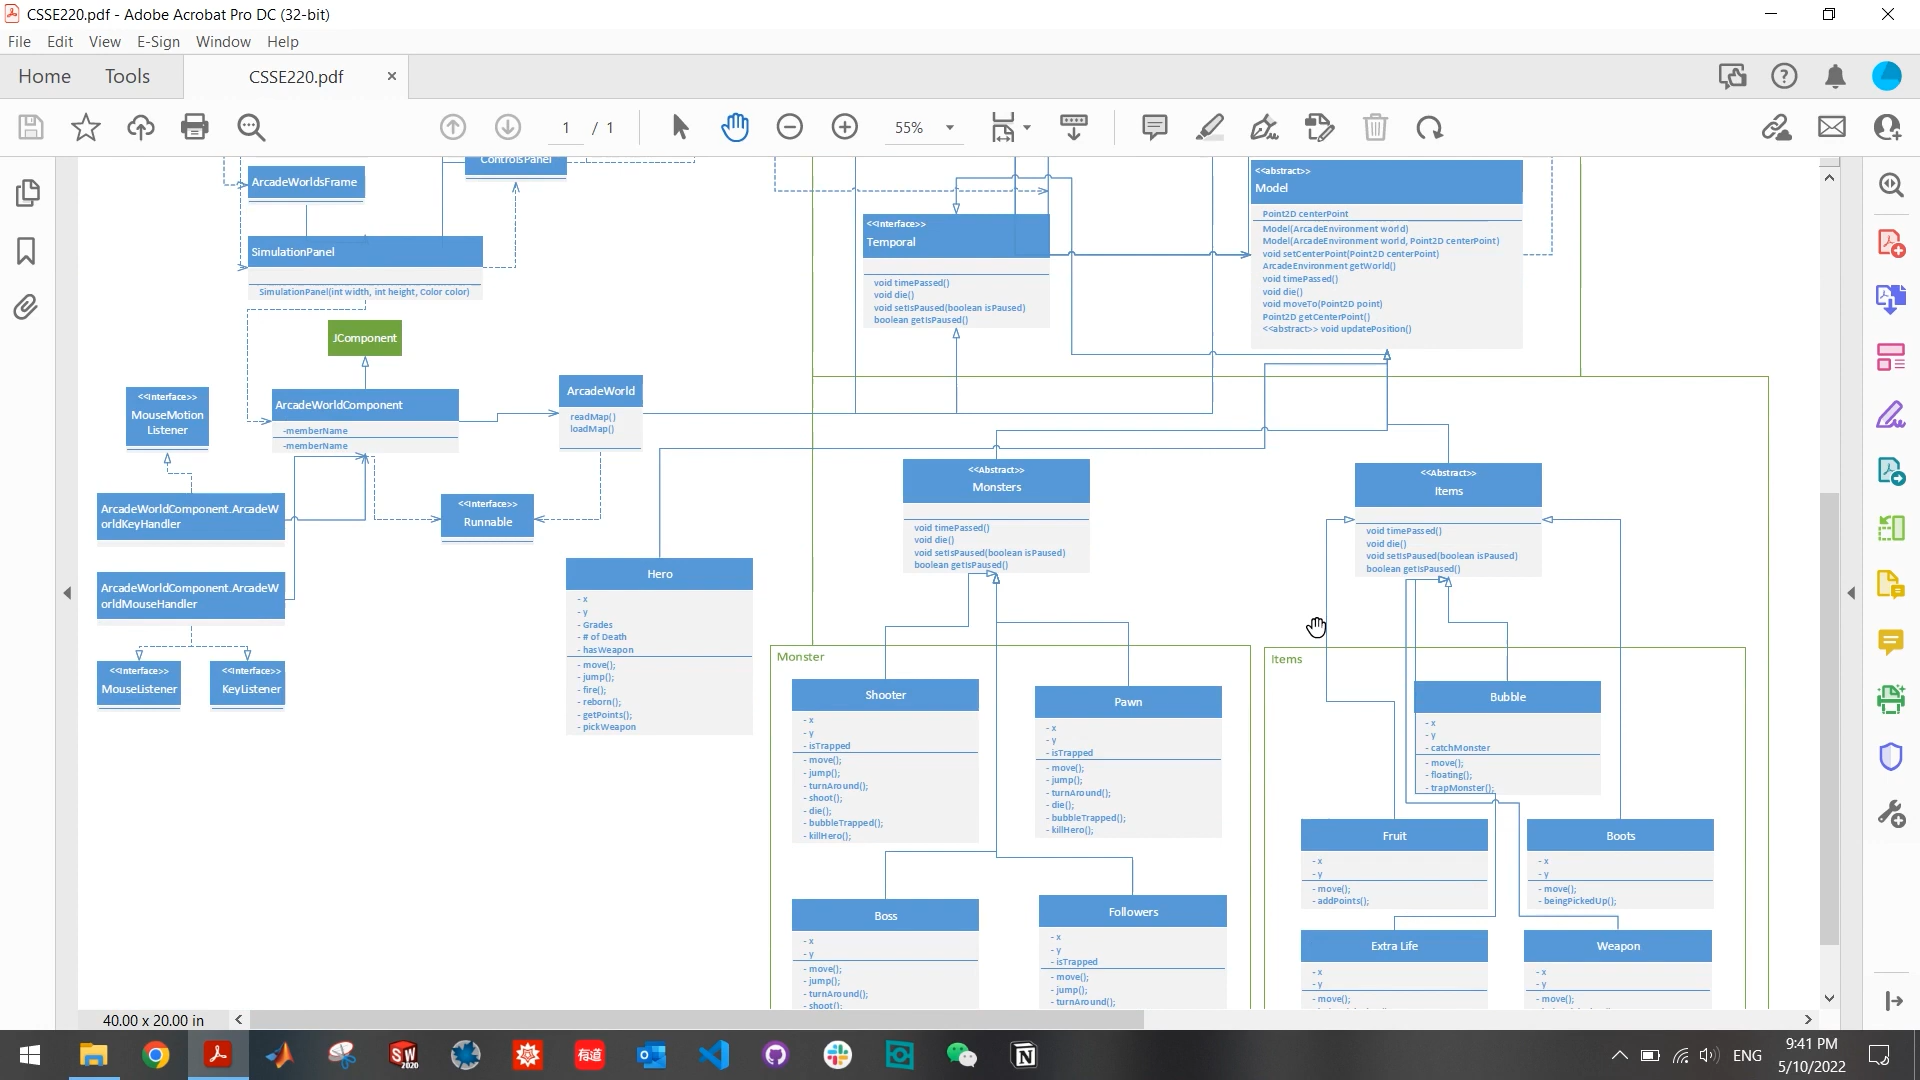 CSSE220.pdf - Adobe Acrobat Pro DC (32-bit)
File Edit View E-Sign Window Help
Home Tools CSSE220.pdf ×
1 / 1 55%
ControlsPanel
ArcadeWorldsFrame
SimulationPanel
SimulationPanel(int width, int height, Color color)
JComponent
<<Interface>>
MouseMotion
Listener
ArcadeWorldComponent
-memberName
-memberName
ArcadeWorld
readMap()
loadMap()
ArcadeWorldComponent.ArcadeW
orldKeyHandler
<<Interface>>
Runnable
ArcadeWorldComponent.ArcadeW
orldMouseHandler
<<Interface>>
MouseListener
<<Interface>>
KeyListener
<<Interface>>
Temporal
void timePassed()
void die()
void setIsPaused(boolean isPaused)
boolean getIsPaused()
<<abstract>>
Model
Point2D centerPoint
Model(ArcadeEnvironment world)
Model(ArcadeEnvironment world, Point2D centerPoint)
void setCenterPoint(Point2D centerPoint)
ArcadeEnvironment getWorld()
void timePassed()
void die()
void moveTo(Point2D point)
Point2D getCenterPoint()
<<abstract>> void updatePosition()
Hero
- x
- y
- Grades
- # of Death
- hasWeapon
- move();
- jump();
- fire();
- reborn();
- getPoints();
- pickWeapon
<<Abstract>>
Monsters
void timePassed()
void die()
void setIsPaused(boolean isPaused)
boolean getIsPaused()
<<Abstract>>
Items
void timePassed()
void die()
void setIsPaused(boolean isPaused)
boolean getIsPaused()
Monster
Shooter
- x
- y
- isTrapped
- move();
- jump();
- turnAround();
- shoot();
- die();
- bubbleTrapped();
- killHero();
Pawn
- x
- y
- isTrapped
- move();
- jump();
- turnAround();
- die();
- bubbleTrapped();
- killHero();
Boss
- x
- y
- move();
- jump();
- turnAround();
- shoot();
Followers
- x
- y
- isTrapped
- move();
- jump();
- turnAround();
Items
Bubble
- x
- y
- catchMonster
- move();
- floating();
- trapMonster();
Fruit
- x
- y
- move();
- addPoints();
Boots
- x
- y
- move();
- beingPickedUp();
Extra Life
- x
- y
- move();
Weapon
- x
- y
- move();
40.00 x 20.00 in
SW
2020
有道
ENG
9:41 PM
5/10/2022